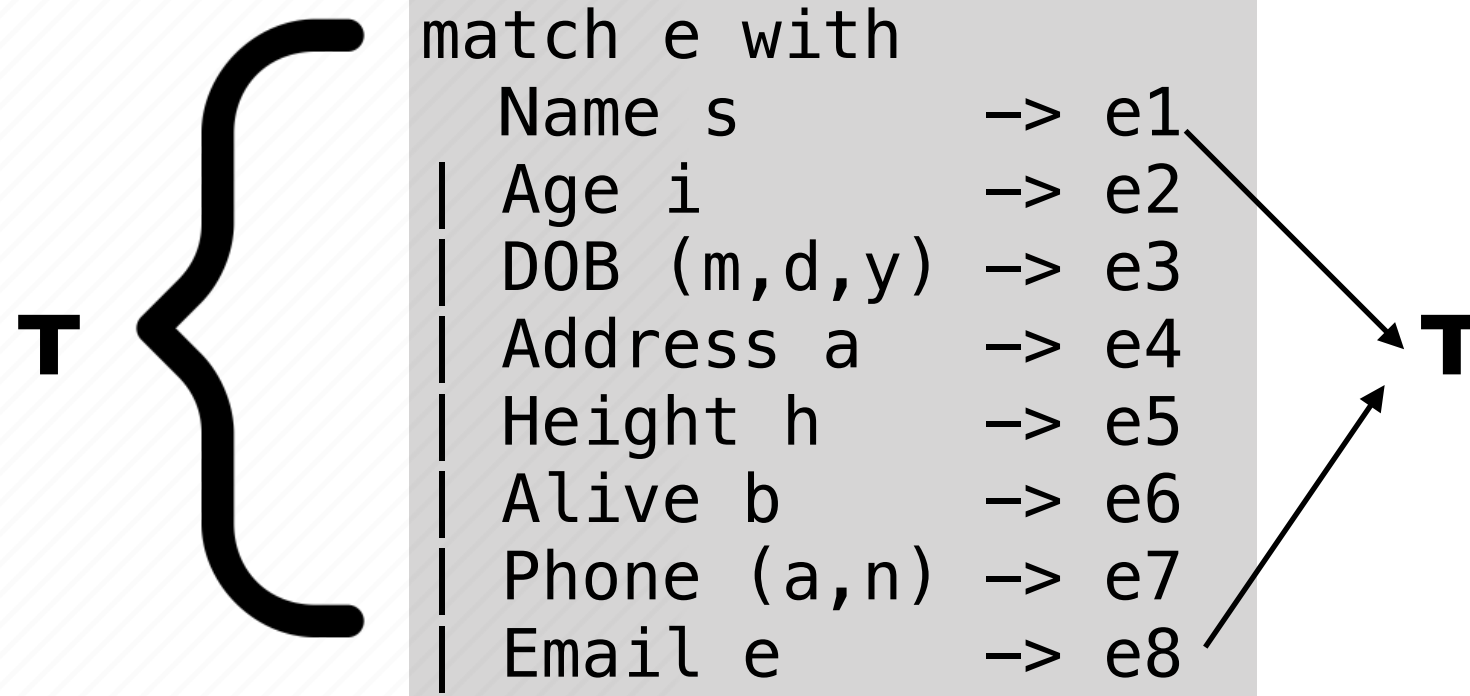 match e with
Name s -> e1
| Age i -> e2
| DOB (m,d,y) -> e3
T
| Address a -> e4
T
| Height h -> e5
| Alive b -> e6
| Phone (a,n) -> e7
| Email e -> e8